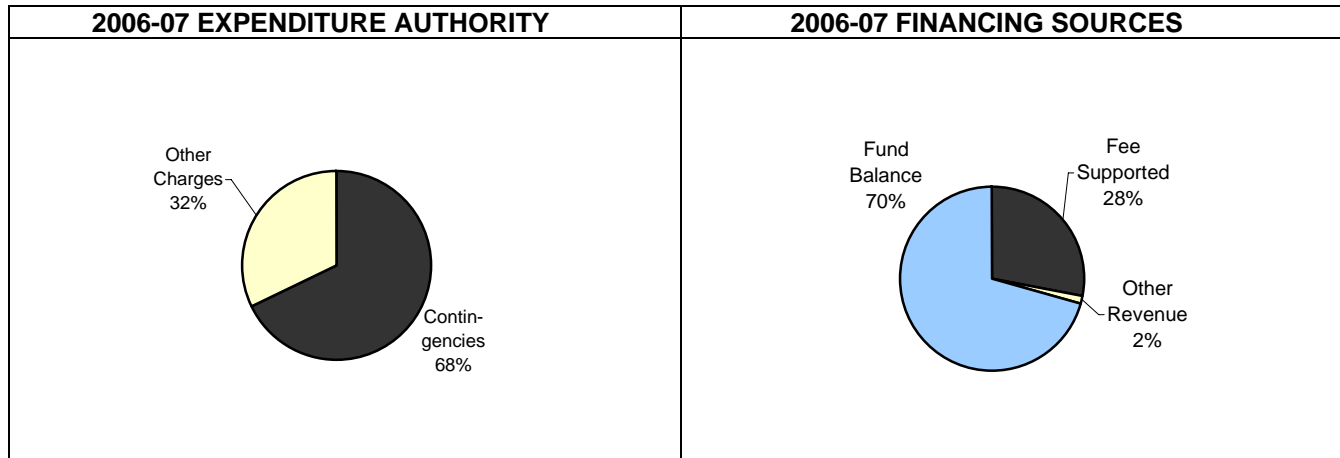 2006-07 EXPENDITURE AUTHORITY
Other
Charges
32%
Contin-
gencies
68%
2006-07 FINANCING SOURCES
Fund
Balance
70%
Fee
Supported
28%
Other
Revenue
2%